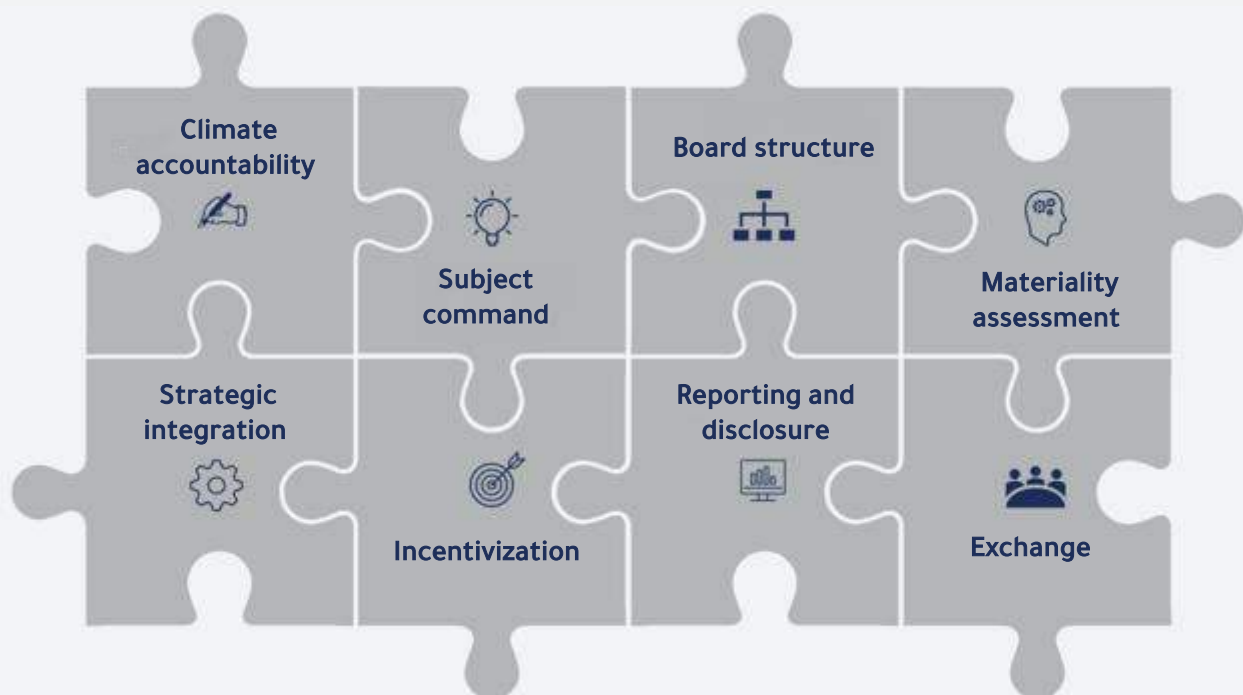 Climate
accountability
Subject
command
Board structure
Materiality
assessment
Strategic
integration
Incentivization
Reporting and
disclosure
Exchange